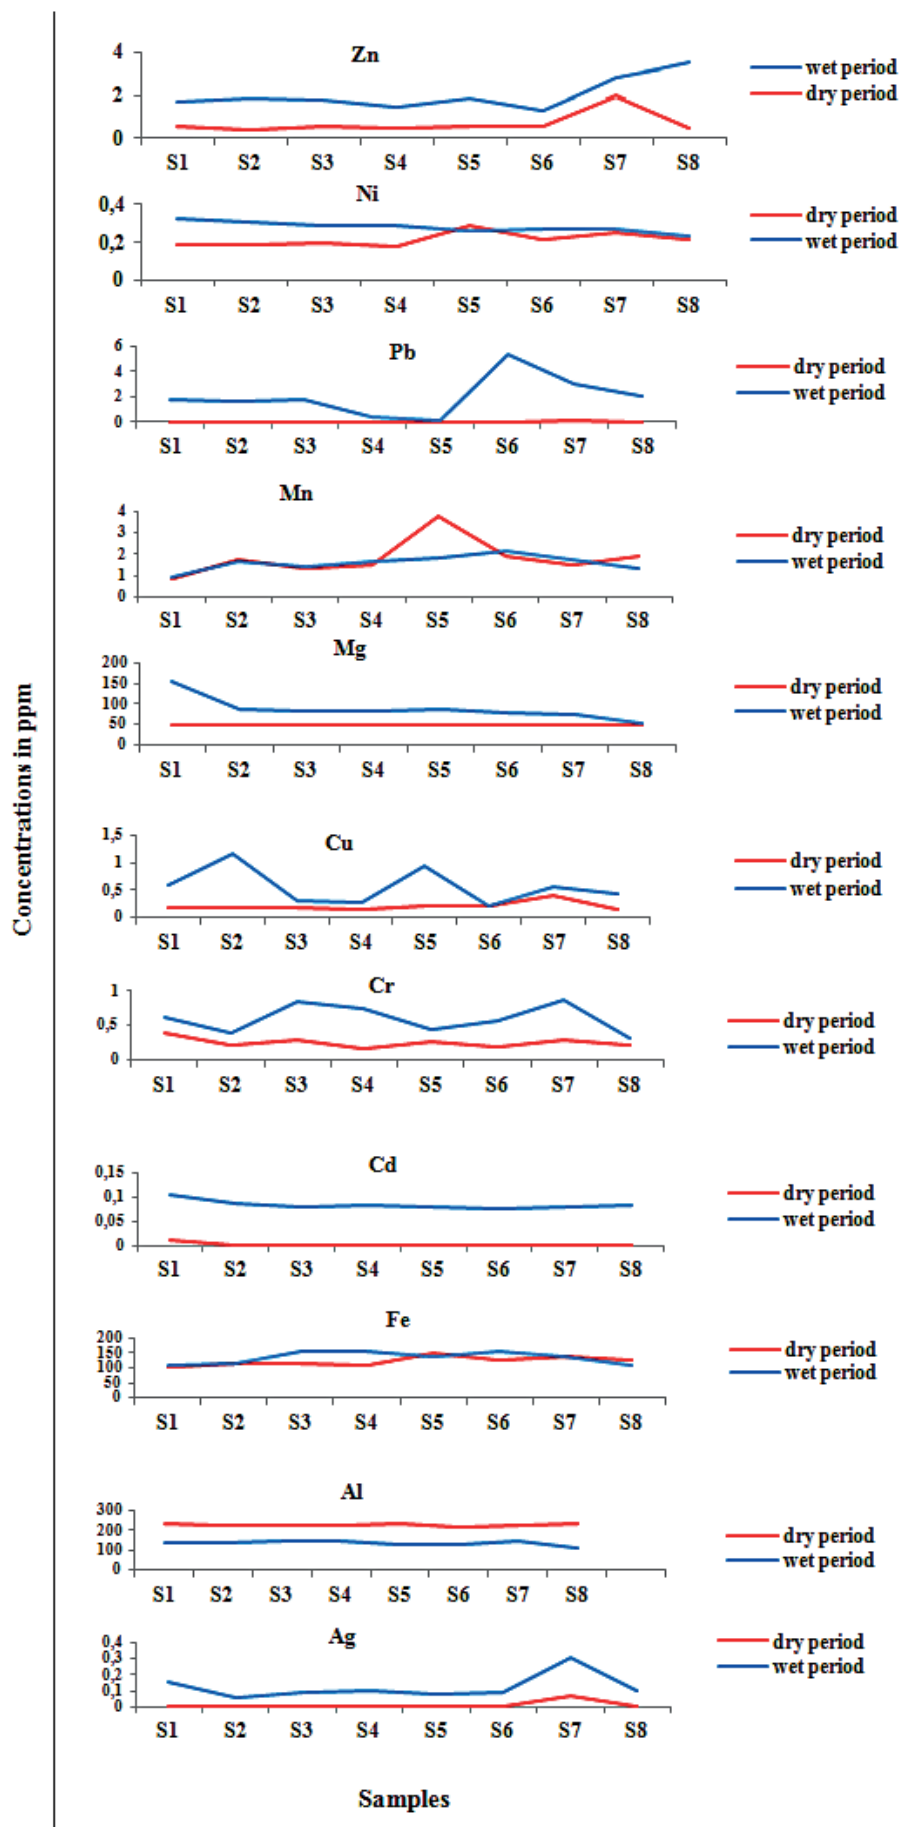 Concentrations in ppm
Zn
4
2
0
S1 S2 S3 S4 S5 S6 S7 S8
wet period
dry period
Ni
0,4
0,2
0
S1 S2 S3 S4 S5 S6 S7 S8
dry period
wet period
Pb
6
4
2
0
S1 S2 S3 S4 S5 S6 S7 S8
dry period
wet period
Mn
4
3
2
1
0
S1 S2 S3 S4 S5 S6 S7 S8
dry period
wet period
Mg
200
150
100
50
0
S1 S2 S3 S4 S5 S6 S7 S8
dry period
wet period
Cu
1,5
1
0,5
0
S1 S2 S3 S4 S5 S6 S7 S8
dry period
wet period
Cr
1
0,5
0
S1 S2 S3 S4 S5 S6 S7 S8
dry period
wet period
Cd
0,15
0,1
0,05
0
S1 S2 S3 S4 S5 S6 S7 S8
dry period
wet period
Fe
200
150
100
50
0
S1 S2 S3 S4 S5 S6 S7 S8
dry period
wet period
Al
300
200
100
0
S1 S2 S3 S4 S5 S6 S7 S8
dry period
wet period
Ag
0,4
0,3
0,2
0,1
0
S1 S2 S3 S4 S5 S6 S7 S8
dry period
wet period
Samples